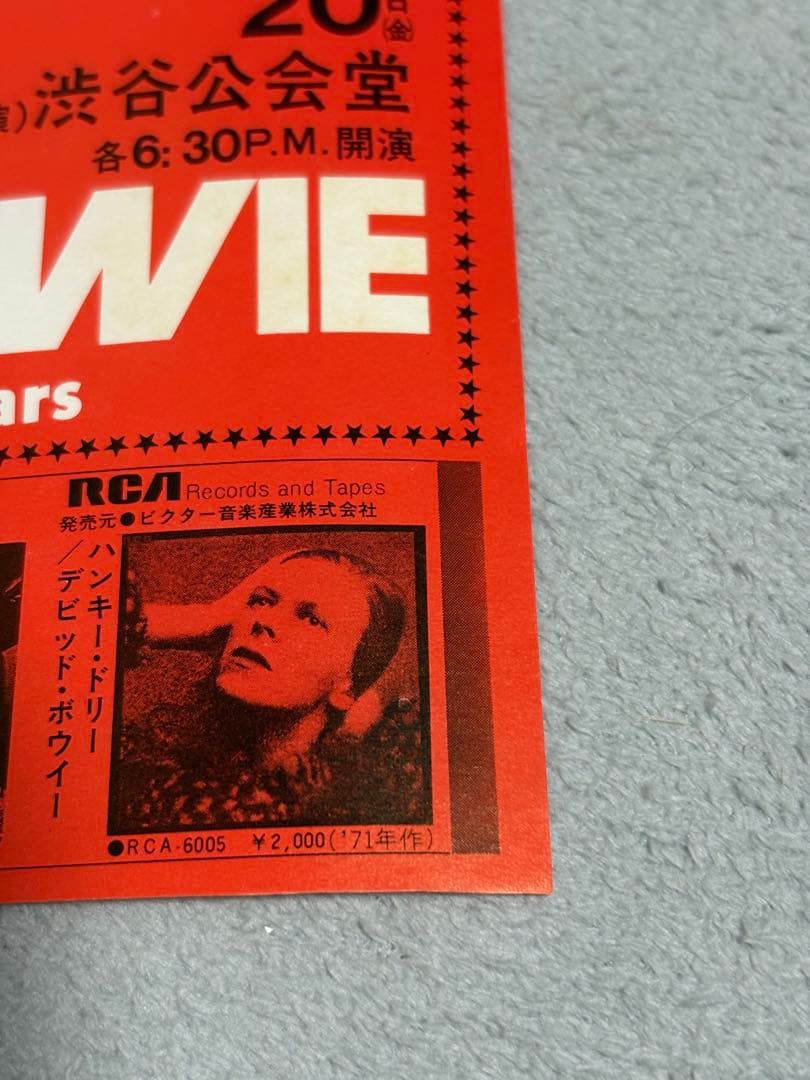 20日㊎
演)渋谷公会堂
各6:30P.M.開演
WIE
ars
RCA Records and Tapes
発売元●ビクター音楽産業株式会社
ハンキー・ドリー
／デビッド・ボウイー
●RCA-6005 ¥2,000('71年作)